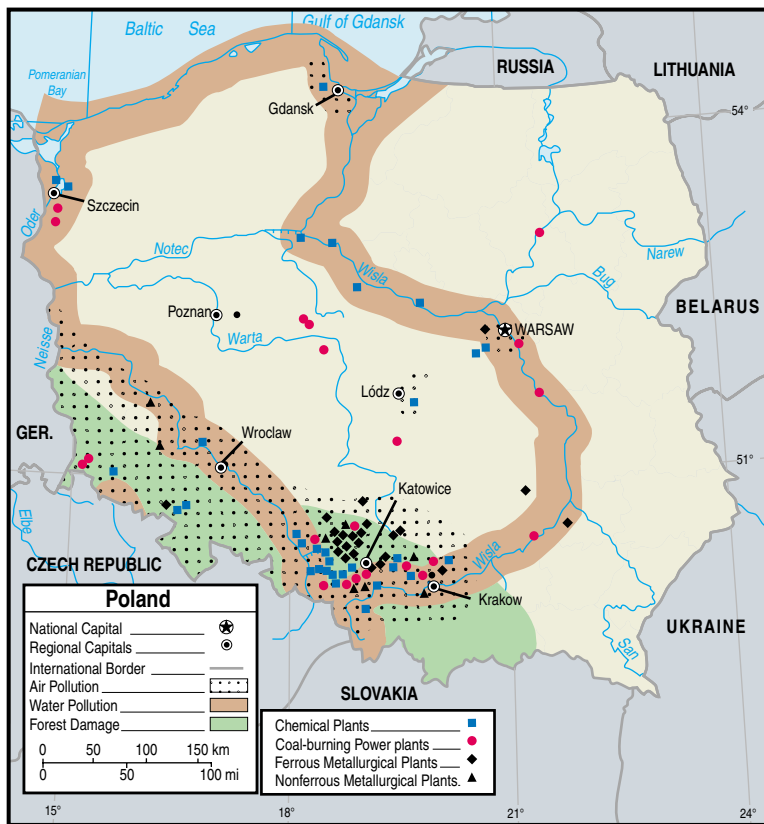 Baltic Sea
Gulf of Gdansk
RUSSIA
LITHUANIA
Pomeranian
Bay
Gdansk
54°
Szczecin
Oder
Notec
Wisla
Narew
Bug
BELARUS
Poznan
WARSAW
Warta
Neisse
Lódz
GER.
Wroclaw
51°
Katowice
Elbe
Wisla
CZECH REPUBLIC
Krakow
UKRAINE
San
SLOVAKIA
Poland
National Capital
Regional Capitals
International Border
Air Pollution
Water Pollution
Forest Damage
0 50 100 150 km
0 50 100 mi
Chemical Plants
Coal-burning Power plants
Ferrous Metallurgical Plants
Nonferrous Metallurgical Plants.
15° 18° 21° 24°